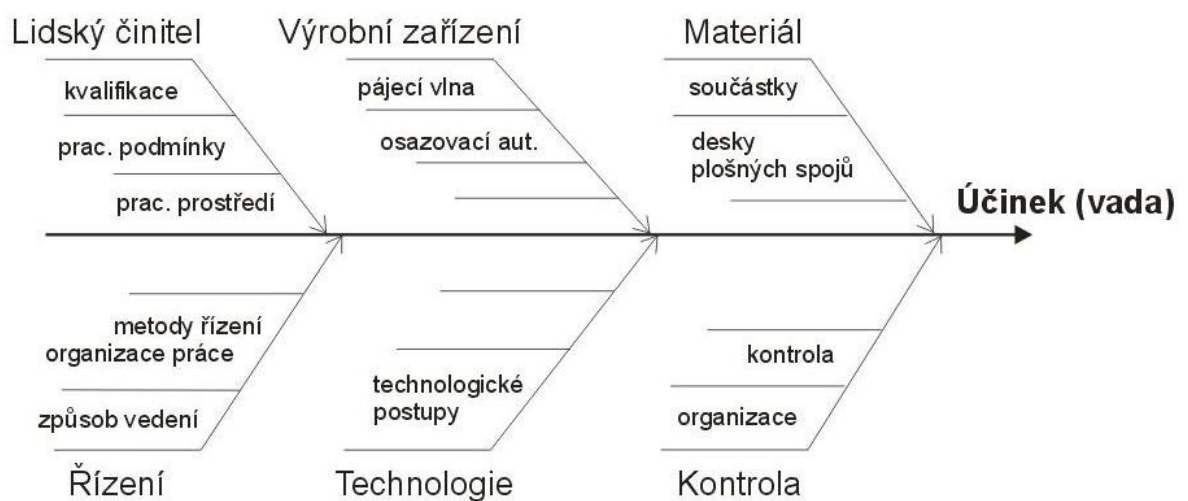 Lidský činitel
Výrobní zařízení
Materiál
kvalifikace
prac. podmínky
prac. prostředí
pájecí vlna
osazovací aut.
součástky
desky
plošných spojů
Účinek (vada)
metody řízení
organizace práce
způsob vedení
technologické
postupy
kontrola
organizace
Řízení
Technologie
Kontrola